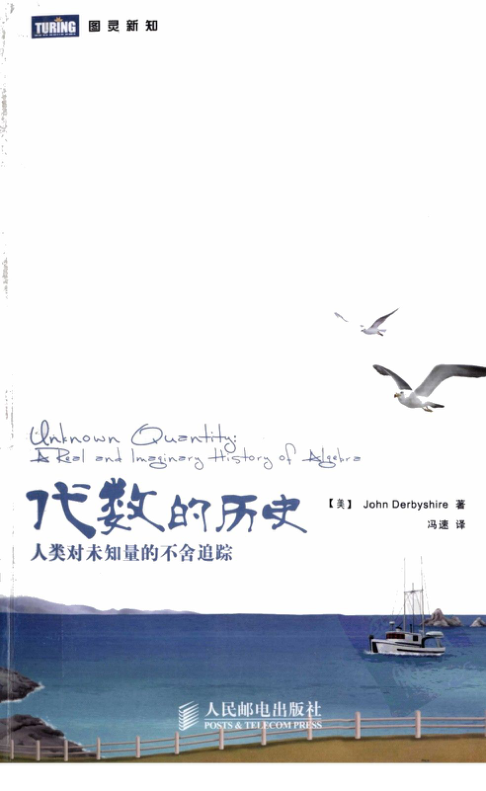 TURING 图灵新知
Unknown Quantity:
A Real and Imaginary History of Algebra
代数的历史
【美】 John Derbyshire 著
冯速 译
人类对未知量的不舍追踪
人民邮电出版社
POSTS & TELECOM PRESS